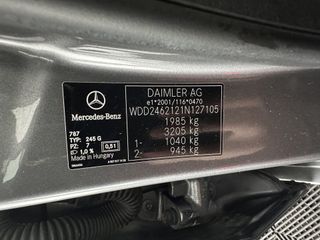 Mercedes-Benz
787
TYP: 245 G
PZ: 7
1,0 %
0,51
Made in Hungary
DAIMLER AG
e1*2001/116*0470
WDD2462121N127105
1985 kg
3205 kg
1: 1040 kg
2: 945 kg